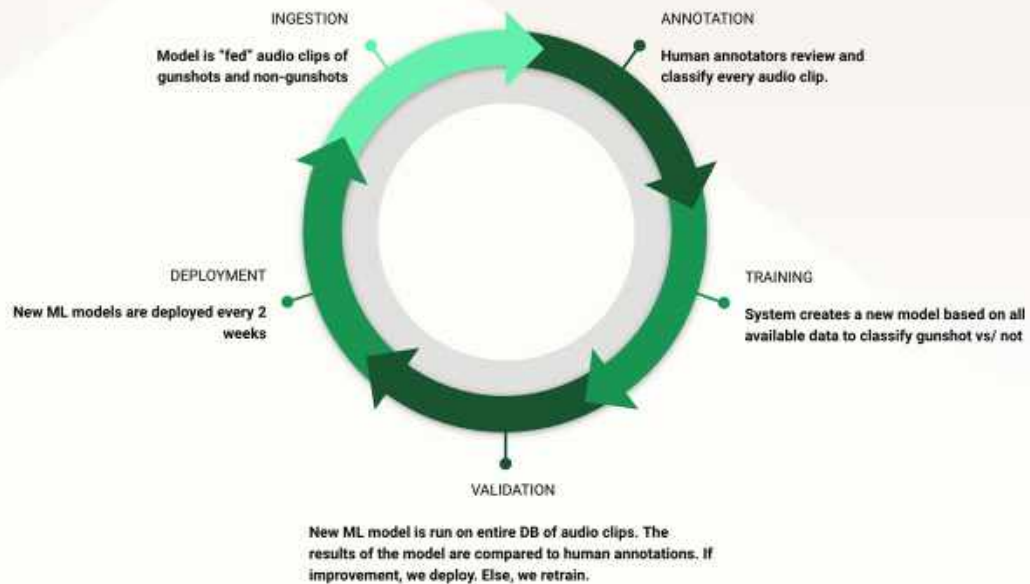 INGESTION
Model is "fed" audio clips of
gunshots and non-gunshots
ANNOTATION
Human annotators review and
classify every audio clip.
TRAINING
System creates a new model based on all
available data to classify gunshot vs/ not
VALIDATION
New ML model is run on entire DB of audio clips. The
results of the model are compared to human annotations. If
improvement, we deploy. Else, we retrain.
DEPLOYMENT
New ML models are deployed every 2
weeks